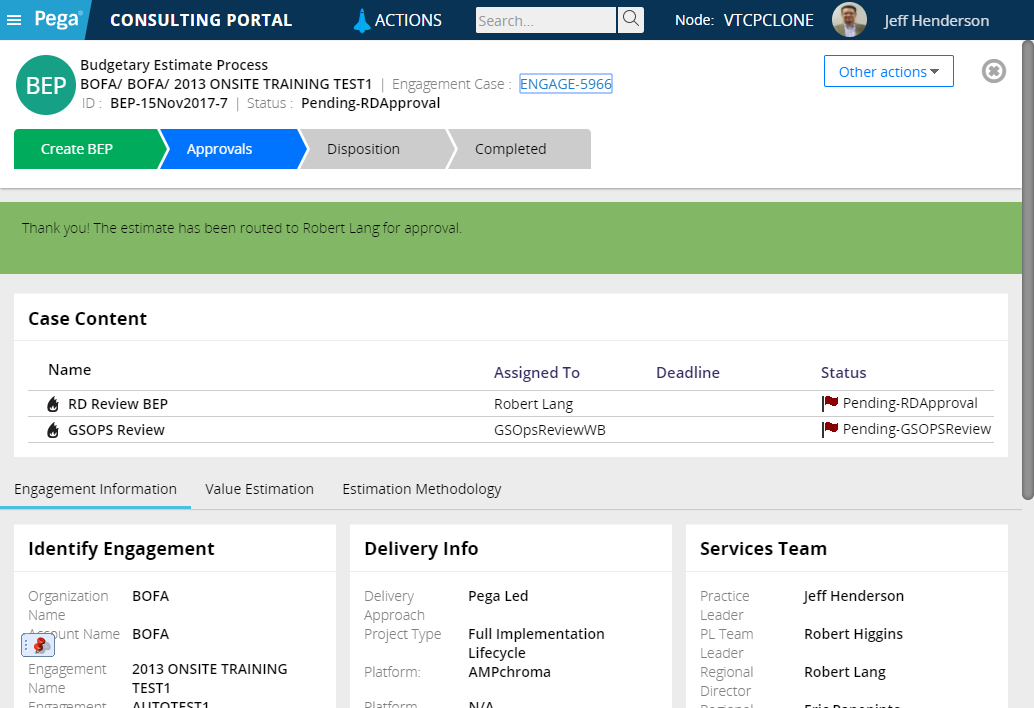 Pega CONSULTING PORTAL ACTIONS Search... Node: VTCPCLONE Jeff Henderson
BEP
Budgetary Estimate Process
BOFA/ BOFA/ 2013 ONSITE TRAINING TEST1 | Engagement Case : ENGAGE-5966
ID : BEP-15Nov2017-7 | Status : Pending-RDApproval
Other actions
Create BEP Approvals Disposition Completed
Thank you! The estimate has been routed to Robert Lang for approval.
Case Content
Name Assigned To Deadline Status
RD Review BEP Robert Lang Pending-RDApproval
GSOPS Review GSOpsReviewWB Pending-GSOPSReview
Engagement Information Value Estimation Estimation Methodology
Identify Engagement
Organization Name BOFA
Account Name BOFA
Engagement Name 2013 ONSITE TRAINING
TEST1
Engagement AUTOTEST1
Delivery Info
Delivery Approach Pega Led
Project Type Full Implementation
Lifecycle
Platform: AMPchroma
Platform N/A
Services Team
Practice Leader Jeff Henderson
PL Team Leader Robert Higgins
Regional Director Robert Lang
Regional Eric